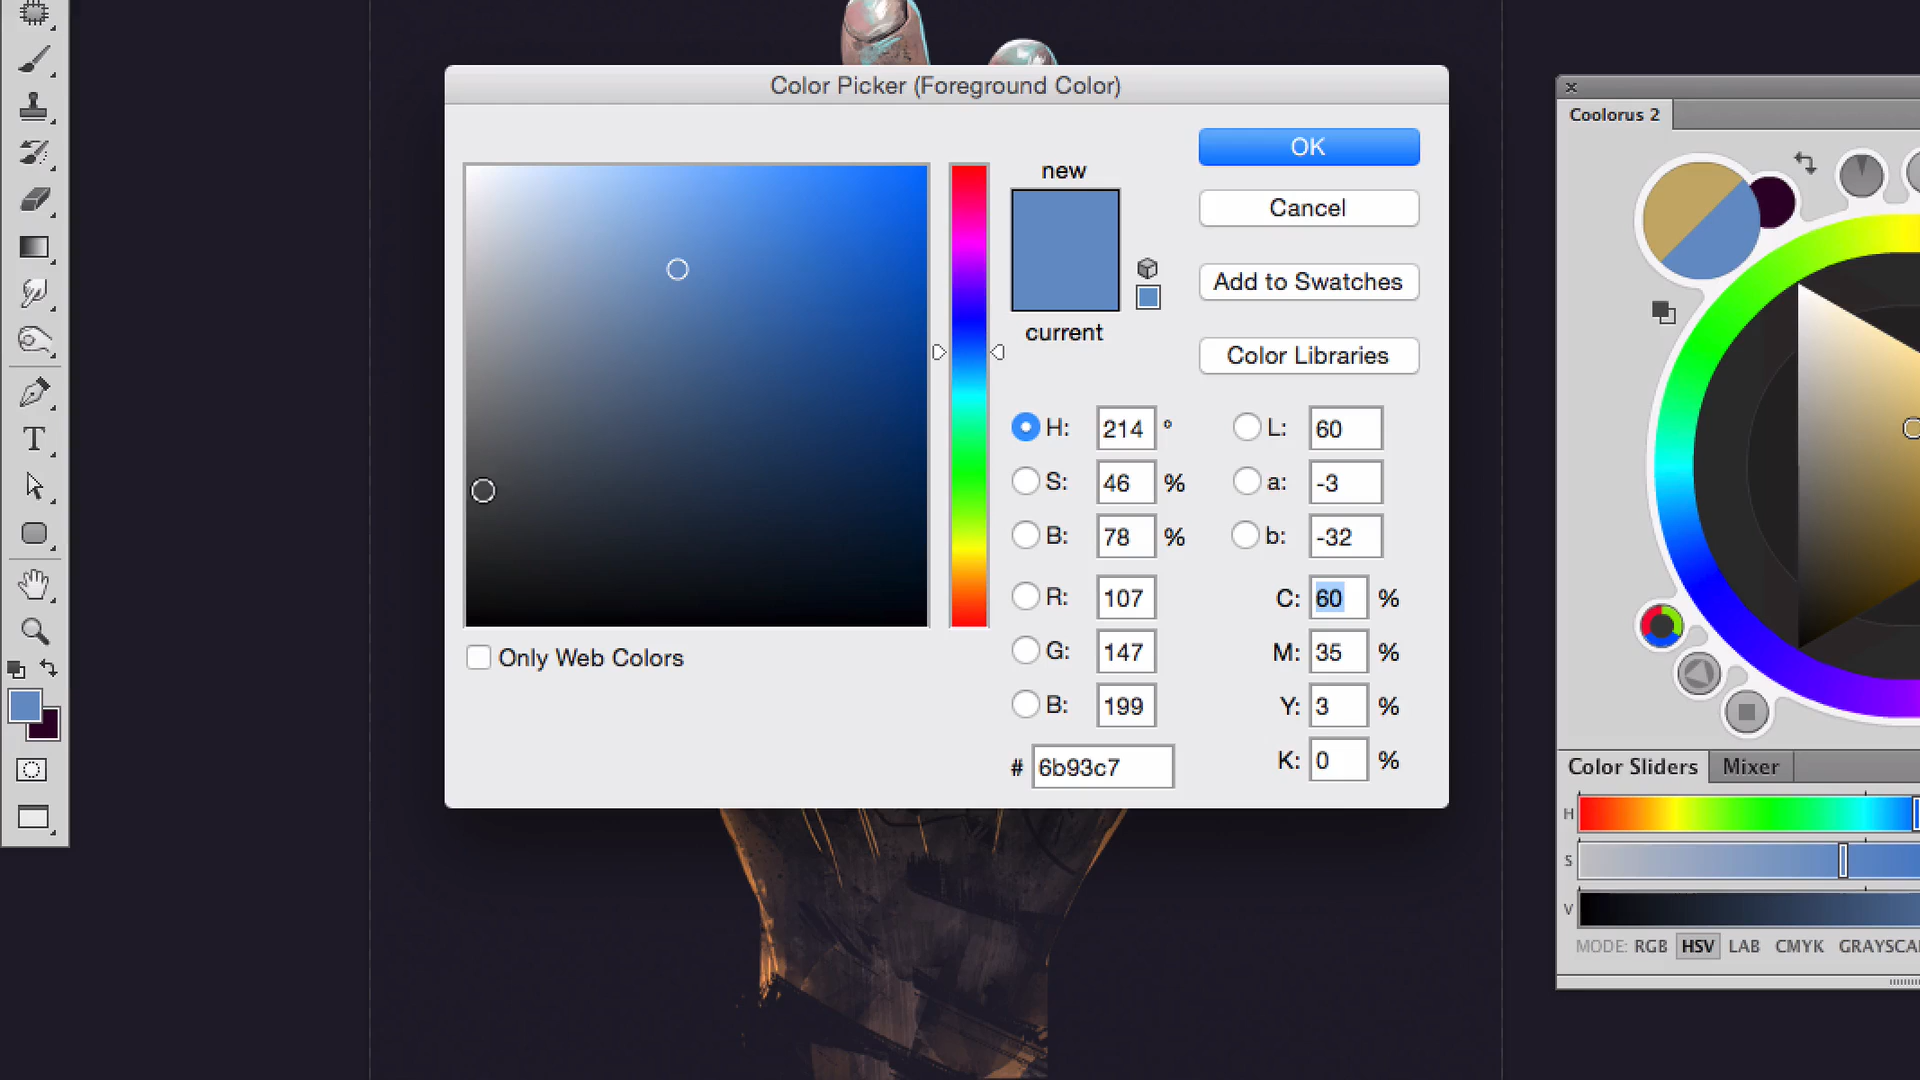 Color Picker (Foreground Color)
new
current
OK
Cancel
Add to Swatches
Color Libraries
H: 214 °
S: 46 %
B: 78 %
R: 107
G: 147
B: 199
# 6b93c7
L: 60
a: -3
b: -32
C: 60 %
M: 35 %
Y: 3 %
K: 0 %
Only Web Colors
T
Coolorus 2
Color Sliders Mixer
H
S
V
MODE: RGB HSV LAB CMYK GRAYSCA